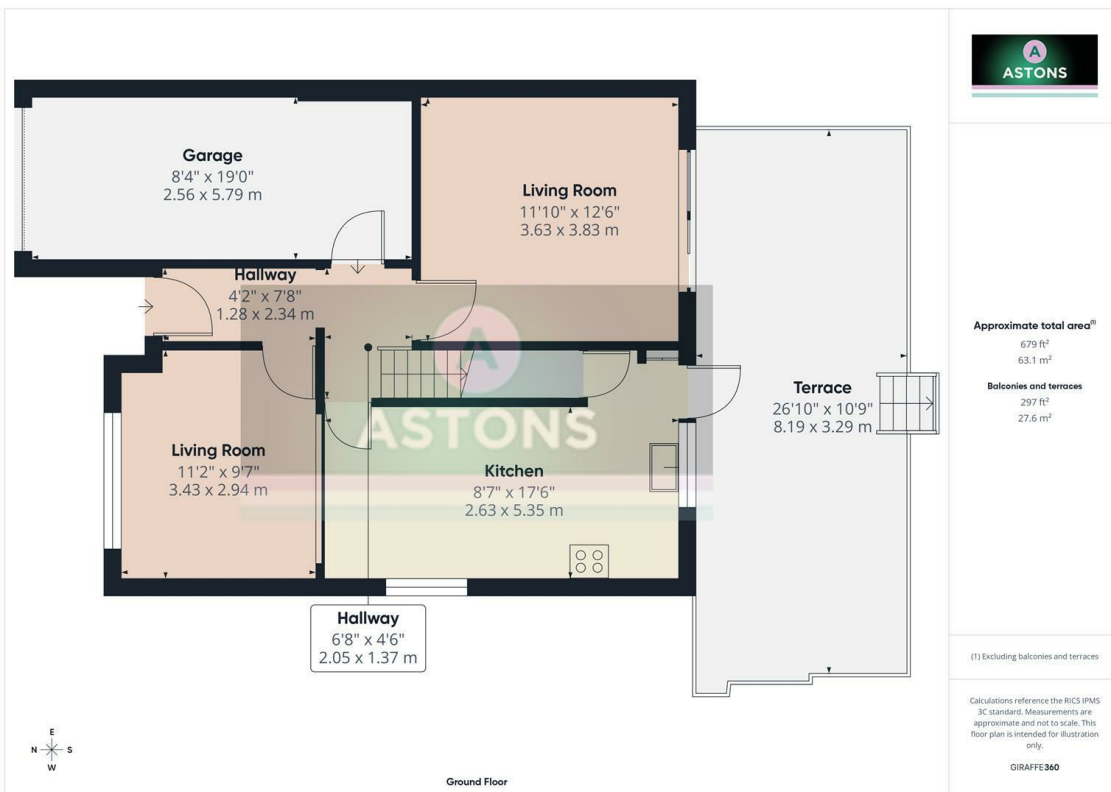 A
ASTONS
Garage
8'4" x 19'0"
2.56 x 5.79 m
Living Room
11'10" x 12'6"
3.63 x 3.83 m
Hallway
4'2" x 7'8"
1.28 x 2.34 m
A
ASTONS
Living Room
11'2" x 9'7"
3.43 x 2.94 m
Kitchen
8'7" x 17'6"
2.63 x 5.35 m
Terrace
26'10" x 10'9"
8.19 x 3.29 m
Hallway
6'8" x 4'6"
2.05 x 1.37 m
Approximate total area(1)
679 ft²
63.1 m²
Balconies and terraces
297 ft²
27.6 m²
(1) Excluding balconies and terraces
Calculations reference the RICS IPMS
3C standard. Measurements are
approximate and not to scale. This
floor plan is intended for illustration
only.
GIRAFFE360
E
N S
W
Ground Floor